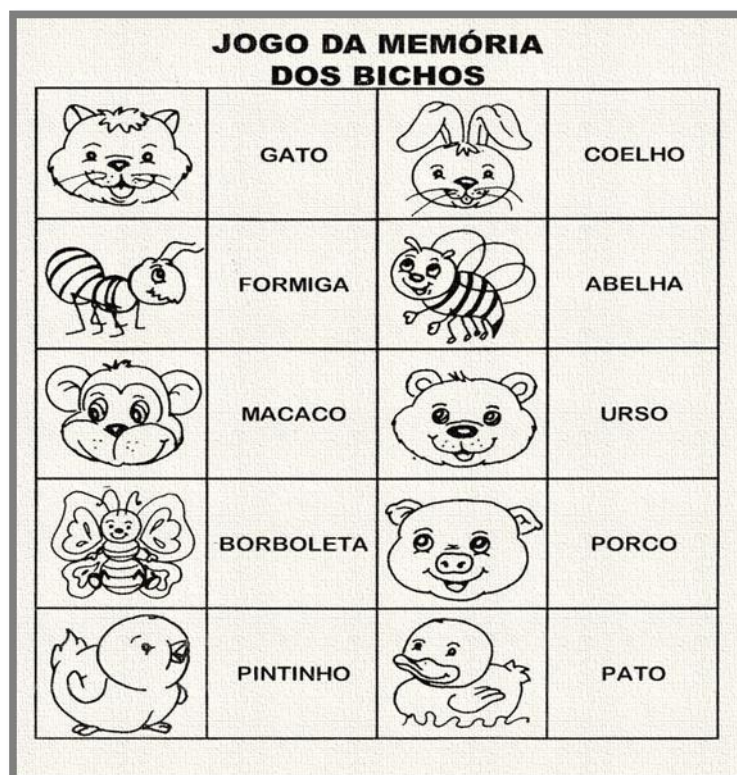 JOGO DA MEMÓRIA
DOS BICHOS
GATO
COELHO
FORMIGA
ABELHA
MACACO
URSO
BORBOLETA
PORCO
PINTINHO
PATO